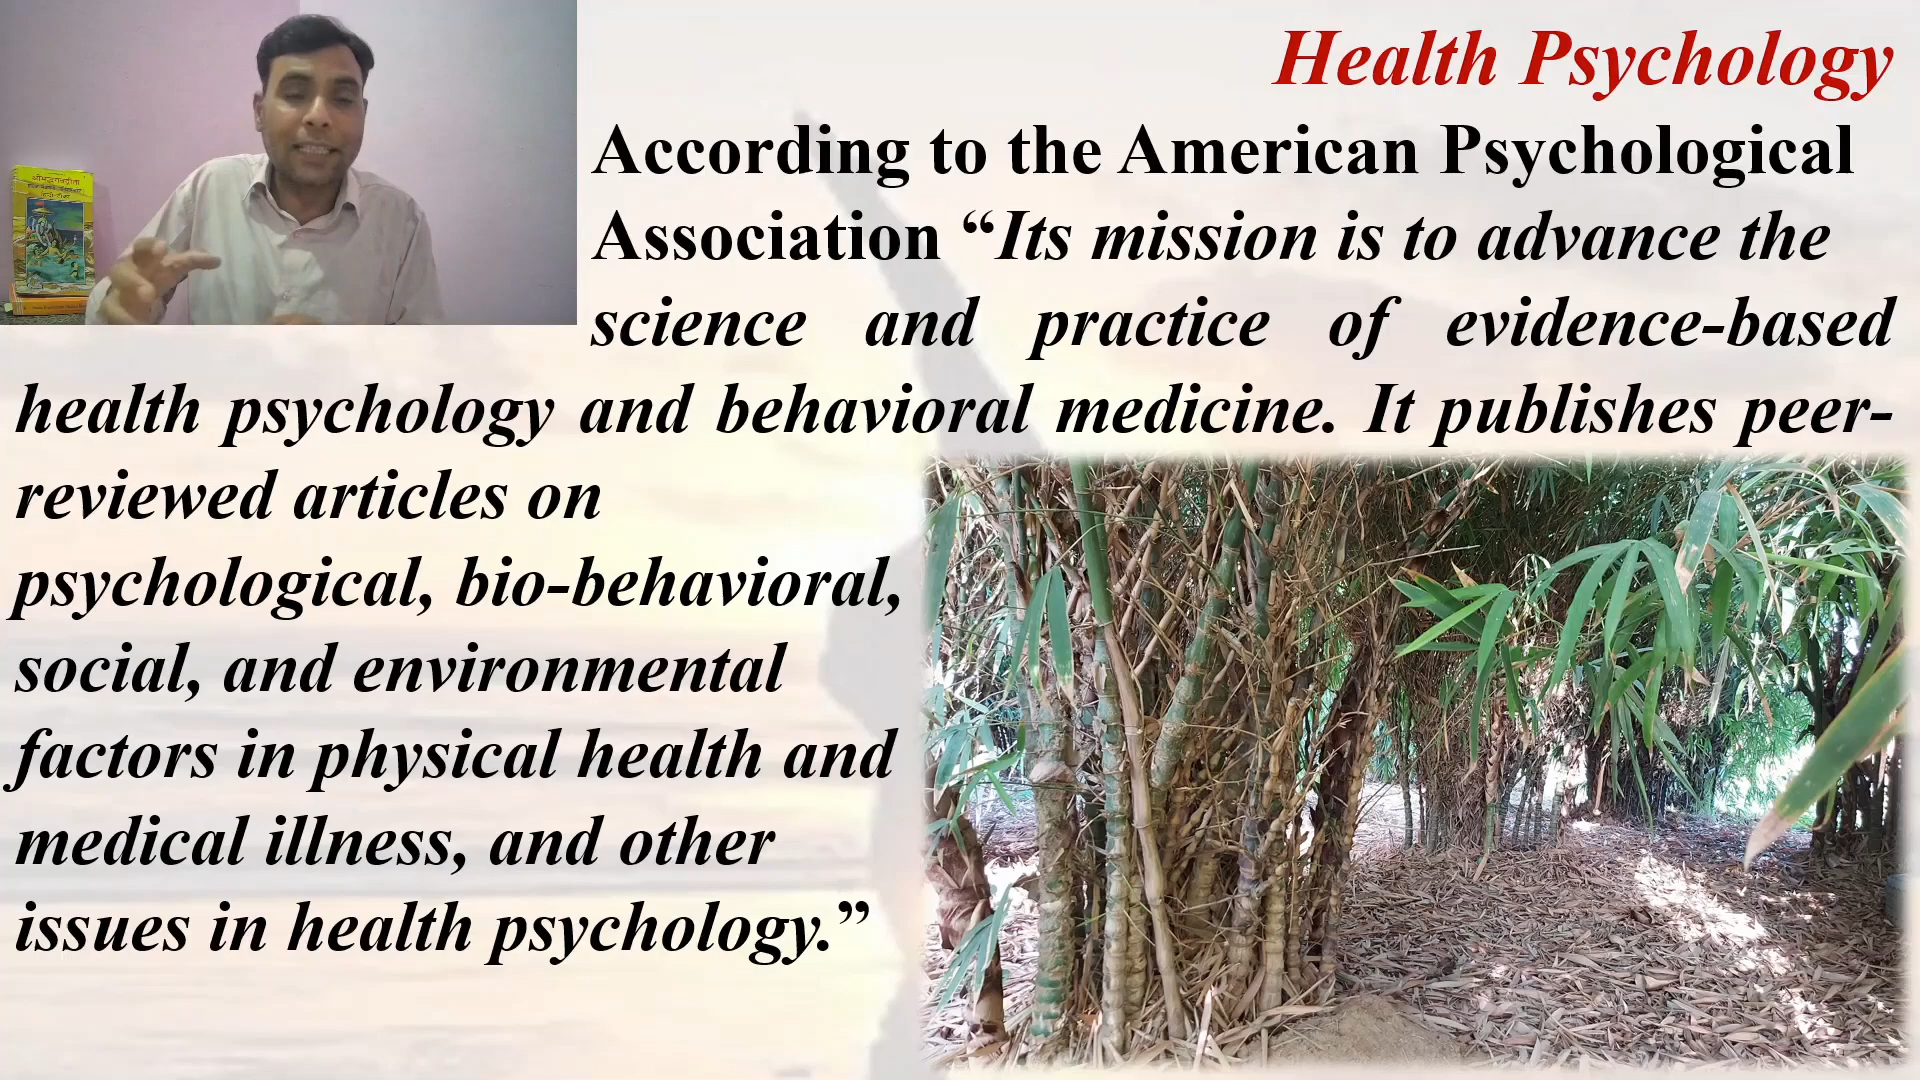 Health Psychology
According to the American Psychological
Association “Its mission is to advance the
science and practice of evidence-based
health psychology and behavioral medicine. It publishes peer-
reviewed articles on
psychological, bio-behavioral,
social, and environmental
factors in physical health and
medical illness, and other
issues in health psychology.”
श्रीमद्भगवद्गीता